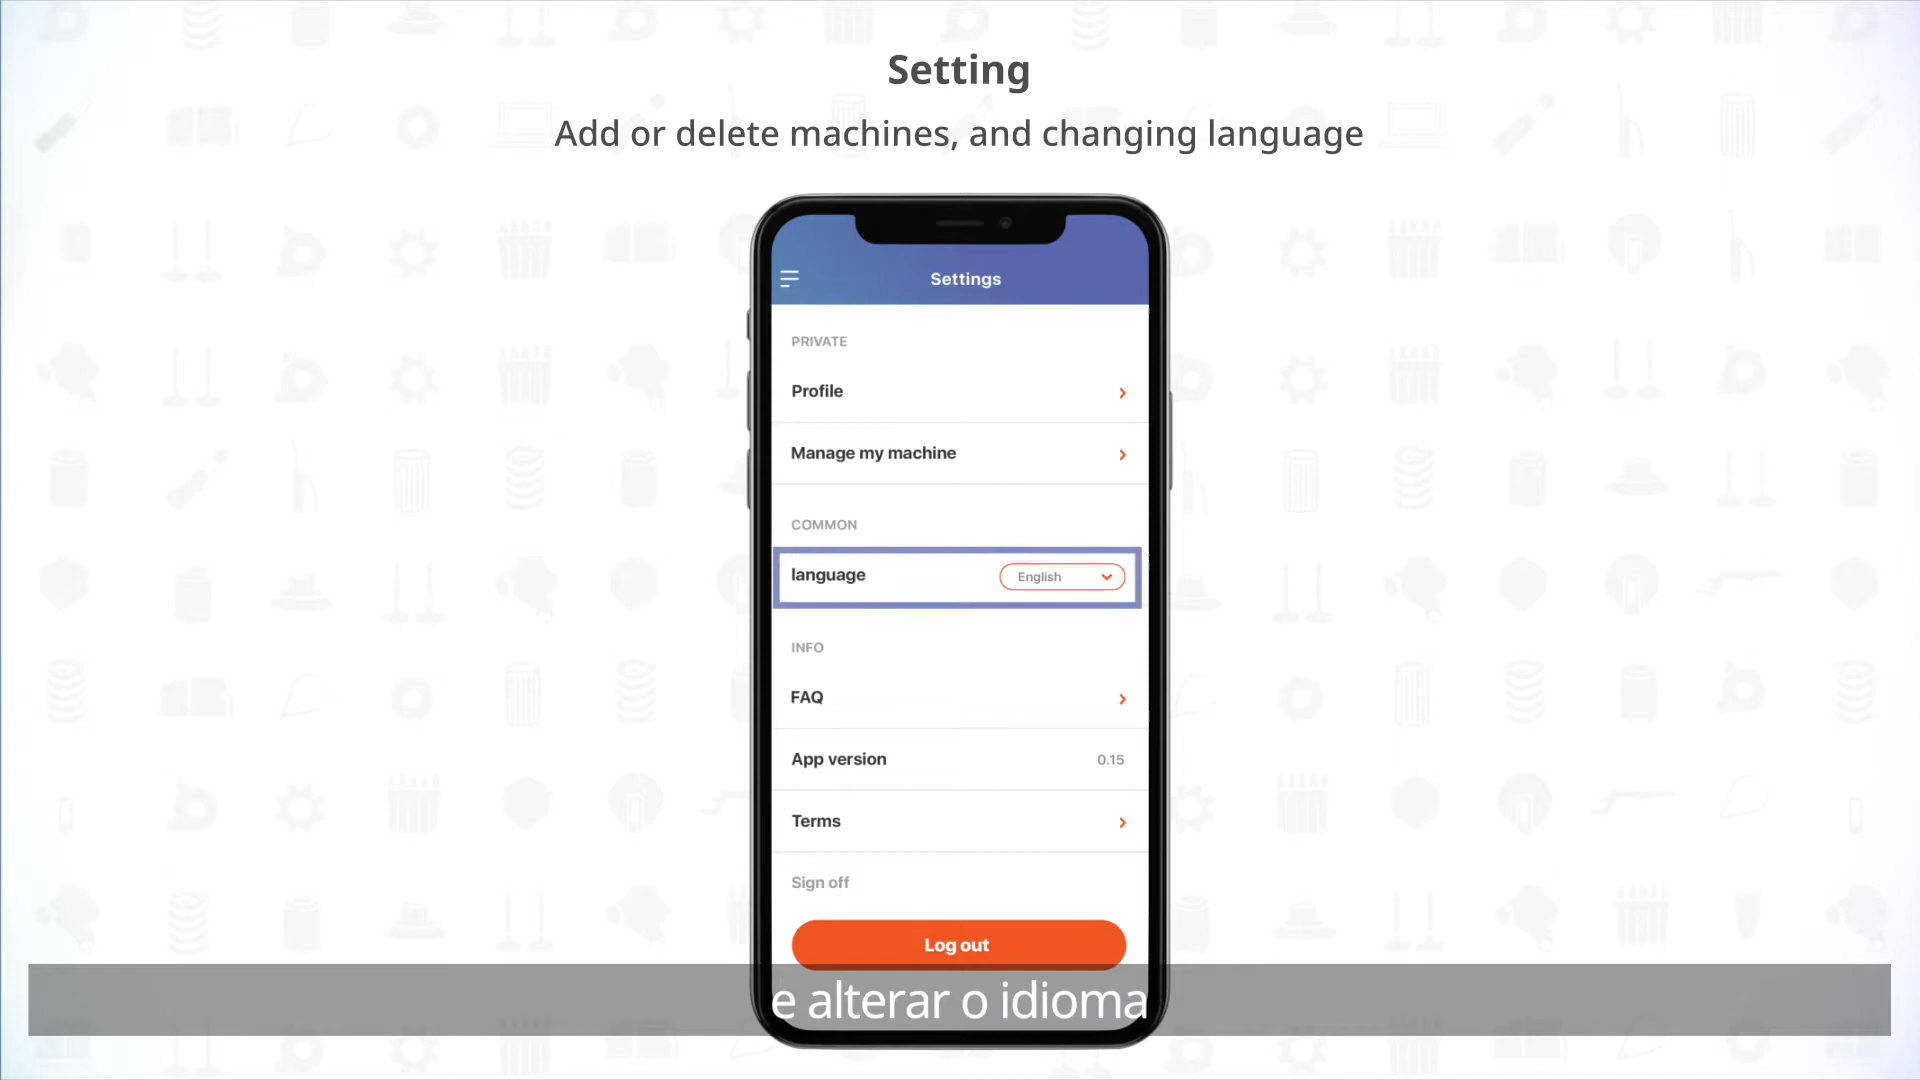 Setting
Add or delete machines, and changing language
Settings
PRIVATE
Profile
Manage my machine
COMMON
language English
INFO
FAQ
App version 0.15
Terms
Sign off
Log out
e alterar o idioma